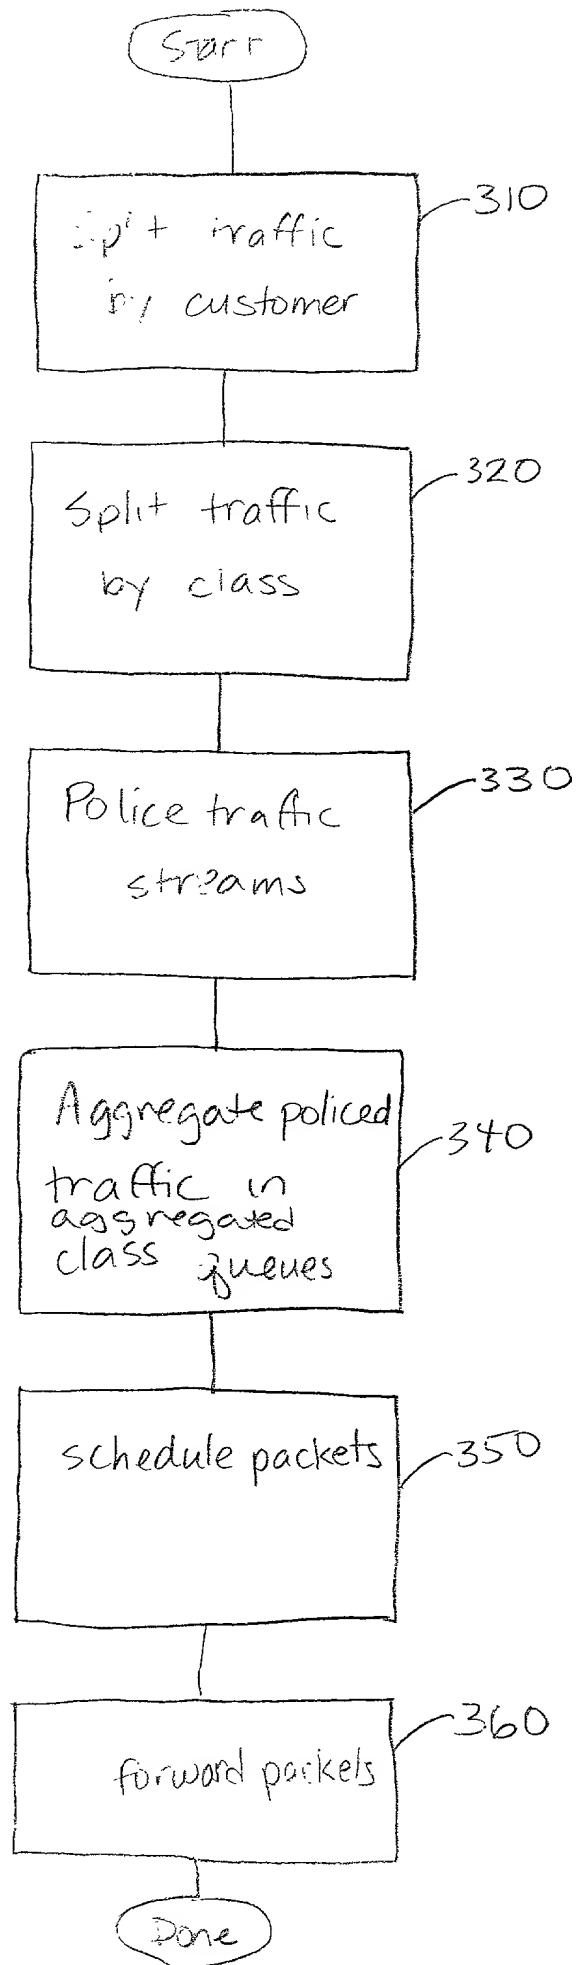 Start
310
Split traffic
by customer
320
Split traffic
by class
330
Police traffic
streams
340
Aggregate policed
traffic in
aggregated
class queues
350
schedule packets
360
forward packets
Done